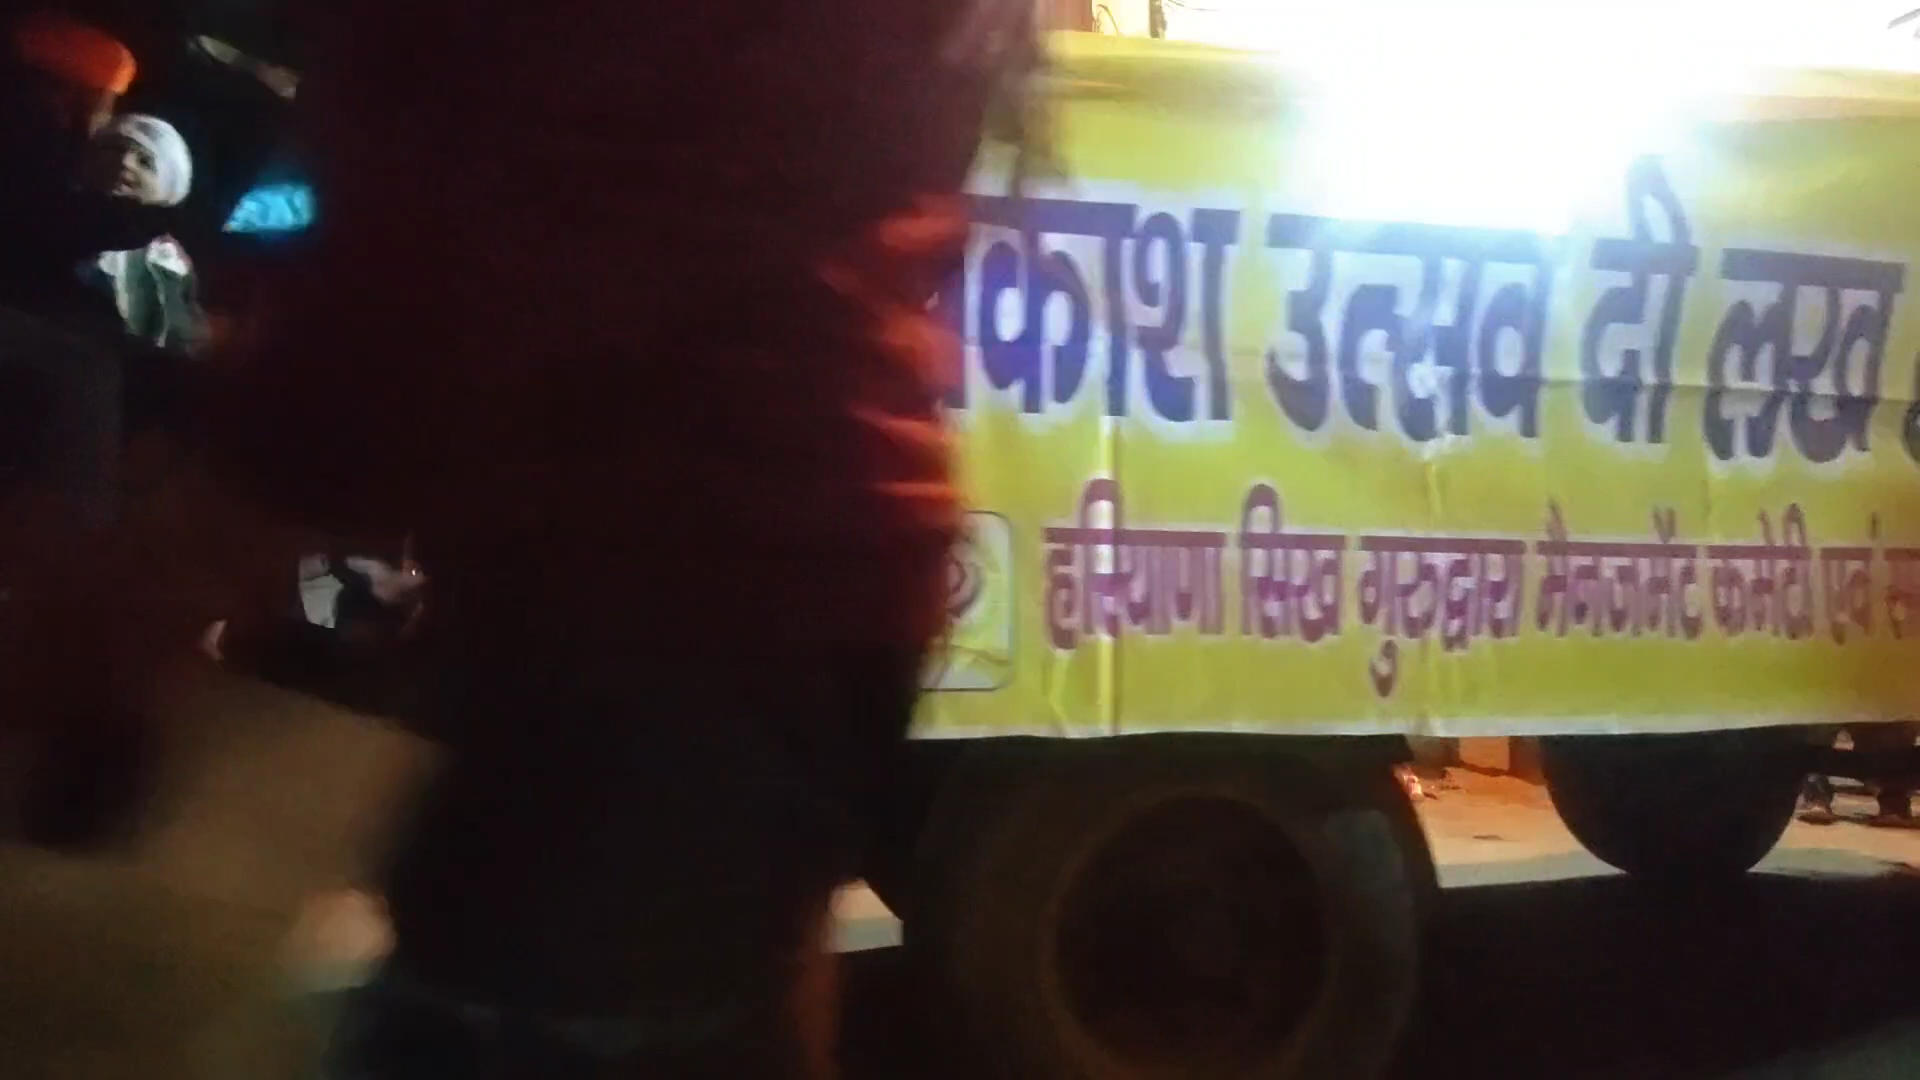 काश उत्सव दी लख
हरियाणा सिख गुरुद्वारा मैनेजमेंट कमेटी एवं